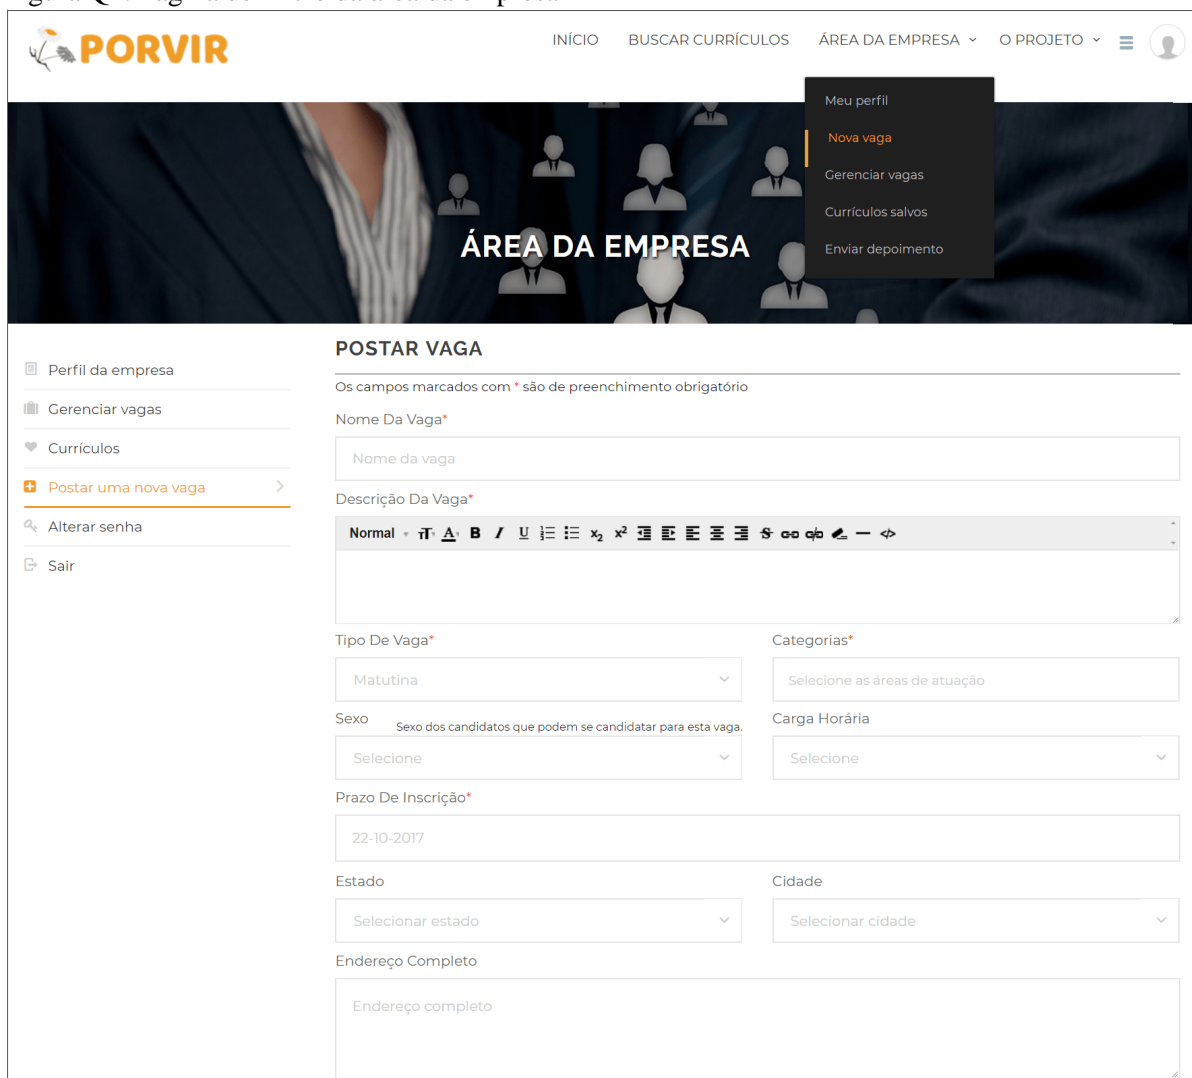 PORVIR
INÍCIO BUSCAR CURRÍCULOS ÁREA DA EMPRESA O PROJETO
Meu perfil
Nova vaga
Gerenciar vagas
Currículos salvos
Enviar depoimento
ÁREA DA EMPRESA
Perfil da empresa
Gerenciar vagas
Currículos
Postar uma nova vaga
Alterar senha
Sair
POSTAR VAGA
Os campos marcados com * são de preenchimento obrigatório
Nome Da Vaga*
Nome da vaga
Descrição Da Vaga*
Normal
Tipo De Vaga*
Matutina
Categorias*
Selecione as áreas de atuação
Sexo
Sexo dos candidatos que podem se candidatar para esta vaga.
Selecione
Carga Horária
Selecione
Prazo De Inscrição*
22-10-2017
Estado
Selecionar estado
Cidade
Selecionar cidade
Endereço Completo
Endereço completo